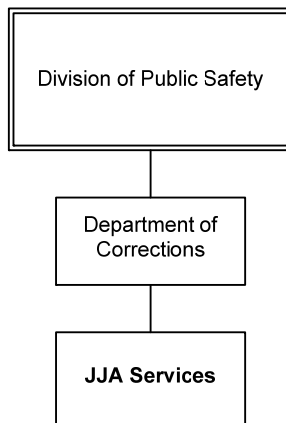 Division of Public Safety
Department of
Corrections
JJA Services